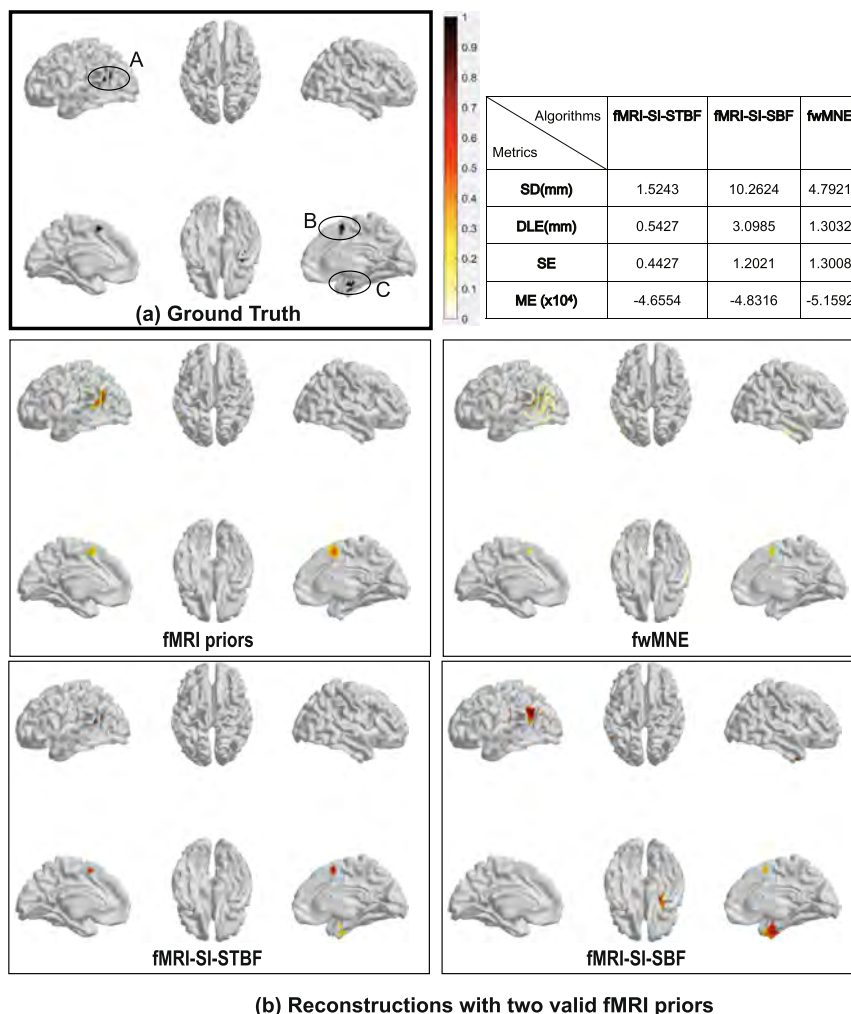 A
B
C
(a) Ground Truth
1
0.9
0.8
0.7
0.6
0.5
0.4
0.3
0.2
0.1
0
Algorithms fMRI-SI-STBF fMRI-SI-SBF fwMNE
Metrics
SD(mm) 1.5243 10.2624 4.7921
DLE(mm) 0.5427 3.0985 1.3032
SE 0.4427 1.2021 1.3008
ME (x10⁴) -4.6554 -4.8316 -5.1592
fMRI priors
fwMNE
fMRI-SI-STBF
fMRI-SI-SBF
(b) Reconstructions with two valid fMRI priors